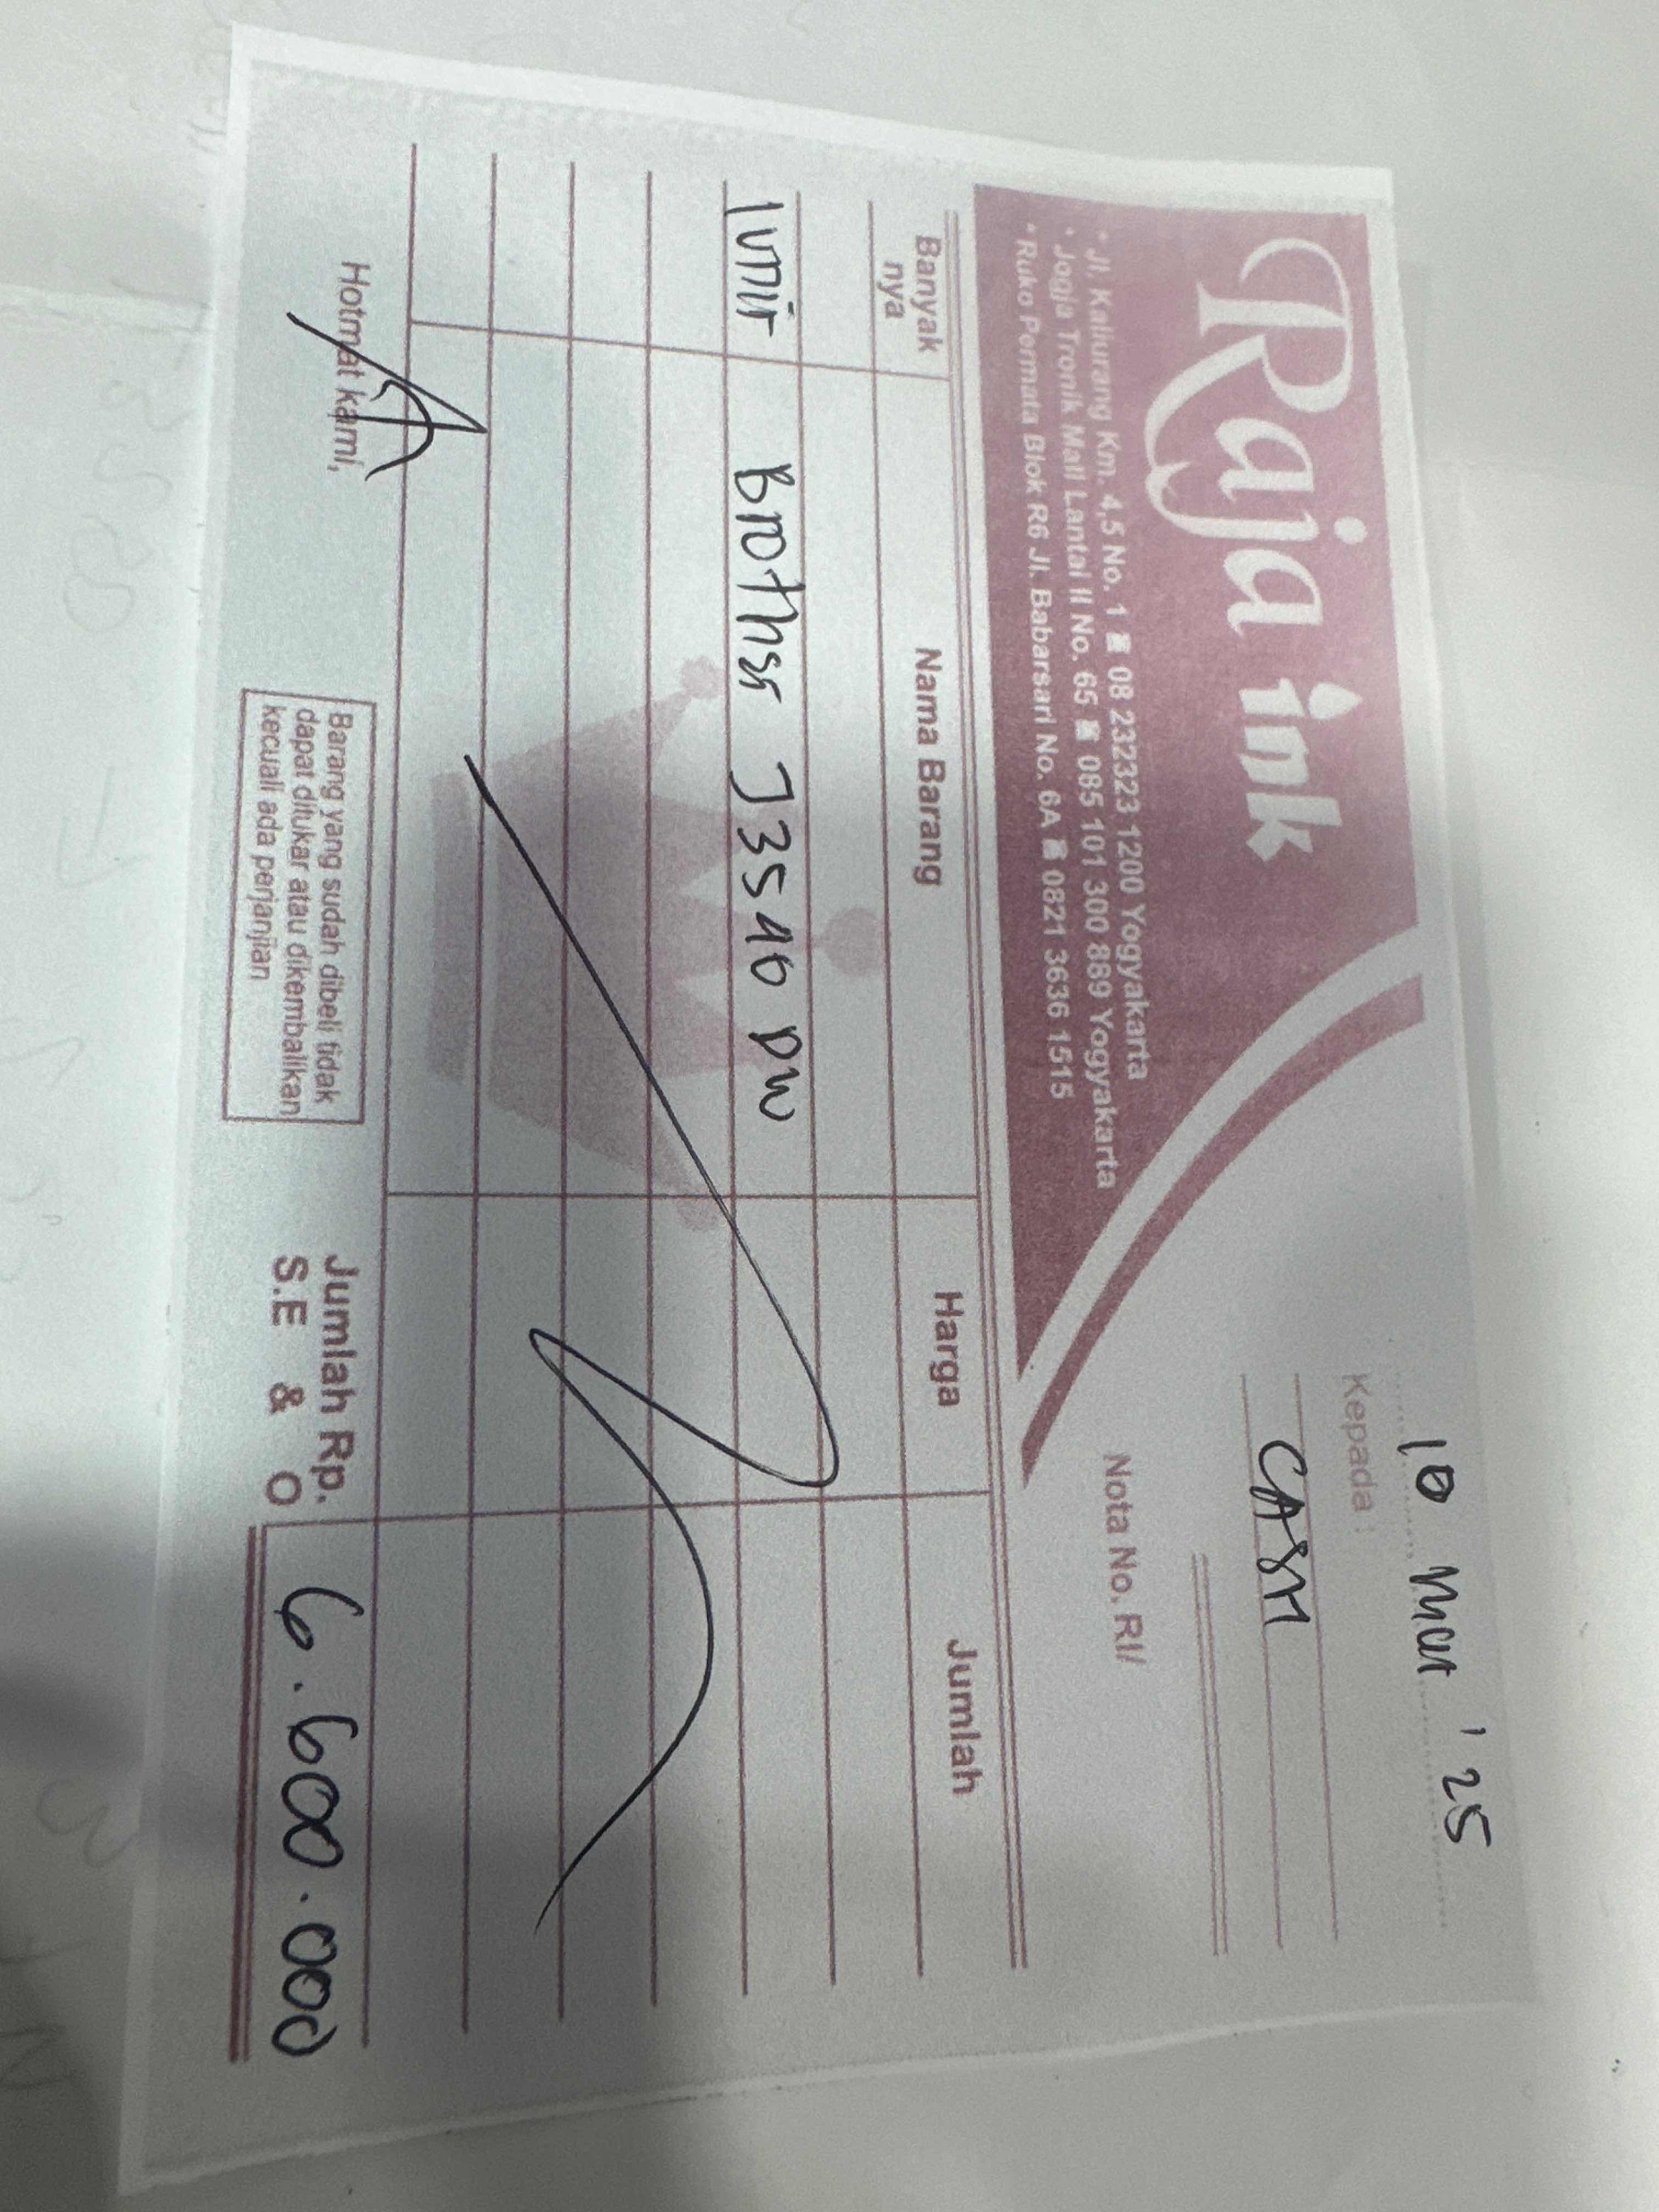 Raja ink
* Jl. Kaliurang Km. 4,5 No. 1 ☎ 08 232323 1200 Yogyakarta
* Jogja Tronik Mall Lantai II No. 65 ☎ 085 101 300 889 Yogyakarta
* Ruko Permata Blok R6 Jl. Babarsari No. 6A ☎ 0821 3636 1515
10 Mar '25
Kepada :
CASH
Nota No. RI/
Banyak nya Nama Barang Harga Jumlah
1 unit Brother J3540 DW
Hormat kami,
Barang yang sudah dibeli tidak
dapat ditukar atau dikembalikan
kecuali ada perjanjian
Jumlah Rp. 6.600.000
S.E & O